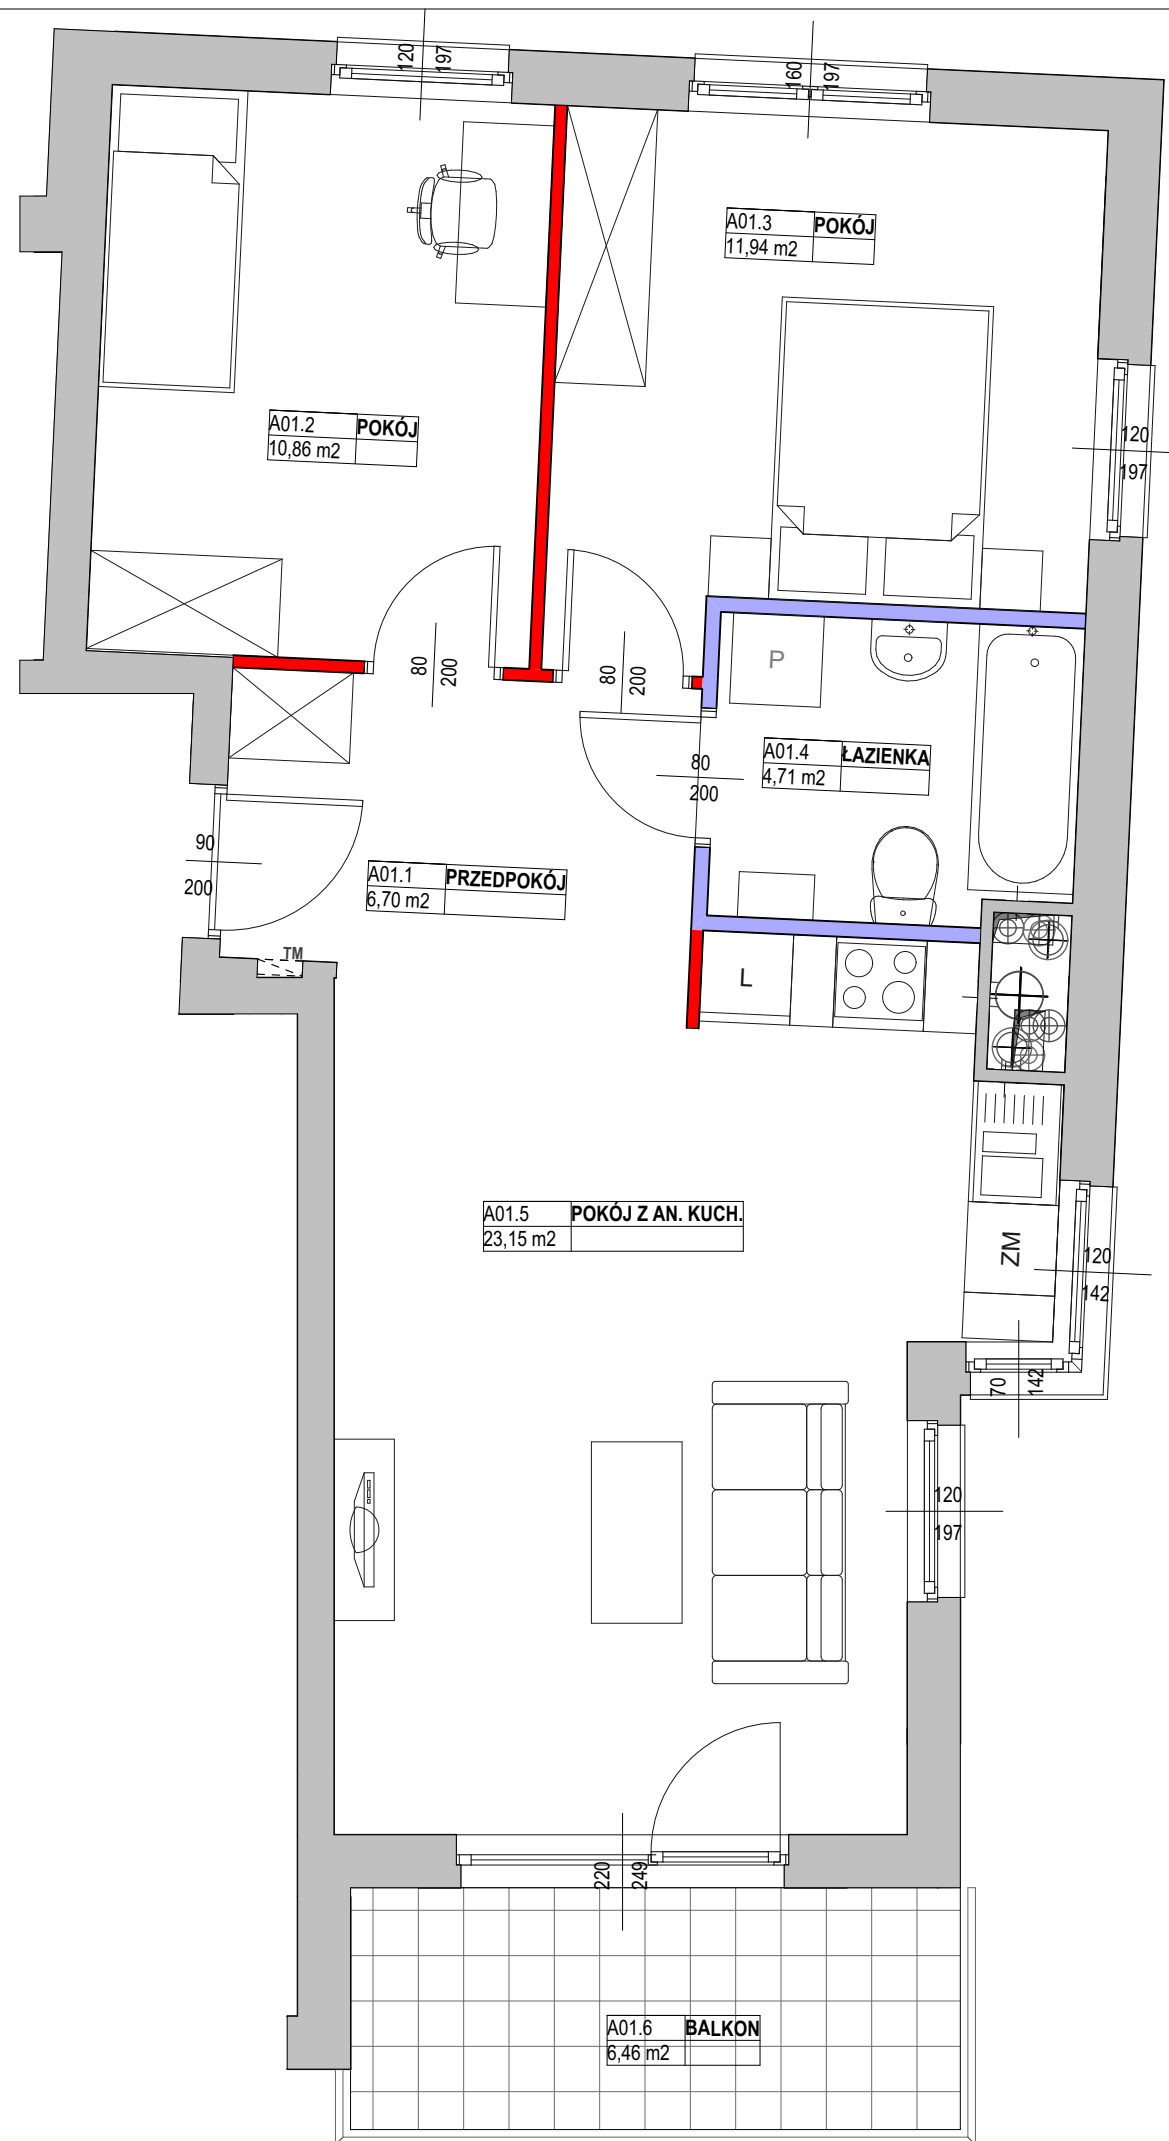 120
197
160
197
A01.3 POKÓJ
11,94 m2
A01.2 POKÓJ
10,86 m2
120
197
80
200
80
200
P
A01.4 ŁAZIENKA
4,71 m2
80
200
90
200
A01.1 PRZEDPOKÓJ
6,70 m2
TM
L
A01.5 POKÓJ Z AN. KUCH.
23,15 m2
ZM
120
142
70
142
120
197
220
249
A01.6 BALKON
6,46 m2